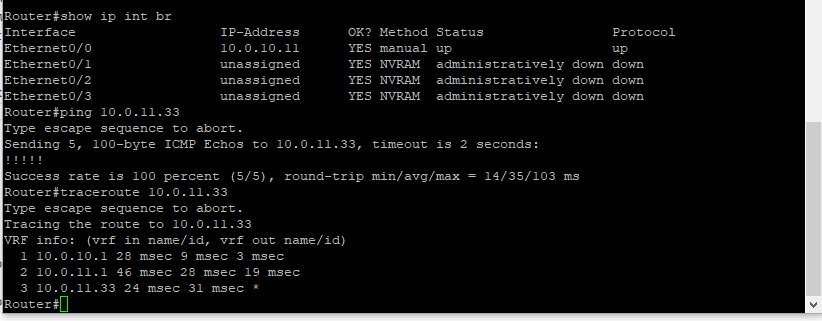 Router#show ip int br
Interface IP-Address OK? Method Status Protocol
Ethernet0/0 10.0.10.11 YES manual up up
Ethernet0/1 unassigned YES NVRAM administratively down down
Ethernet0/2 unassigned YES NVRAM administratively down down
Ethernet0/3 unassigned YES NVRAM administratively down down
Router#ping 10.0.11.33
Type escape sequence to abort.
Sending 5, 100-byte ICMP Echos to 10.0.11.33, timeout is 2 seconds:
!!!!!
Success rate is 100 percent (5/5), round-trip min/avg/max = 14/35/103 ms
Router#traceroute 10.0.11.33
Type escape sequence to abort.
Tracing the route to 10.0.11.33
VRF info: (vrf in name/id, vrf out name/id)
1 10.0.10.1 28 msec 9 msec 3 msec
2 10.0.11.1 46 msec 28 msec 19 msec
3 10.0.11.33 24 msec 31 msec *
Router#